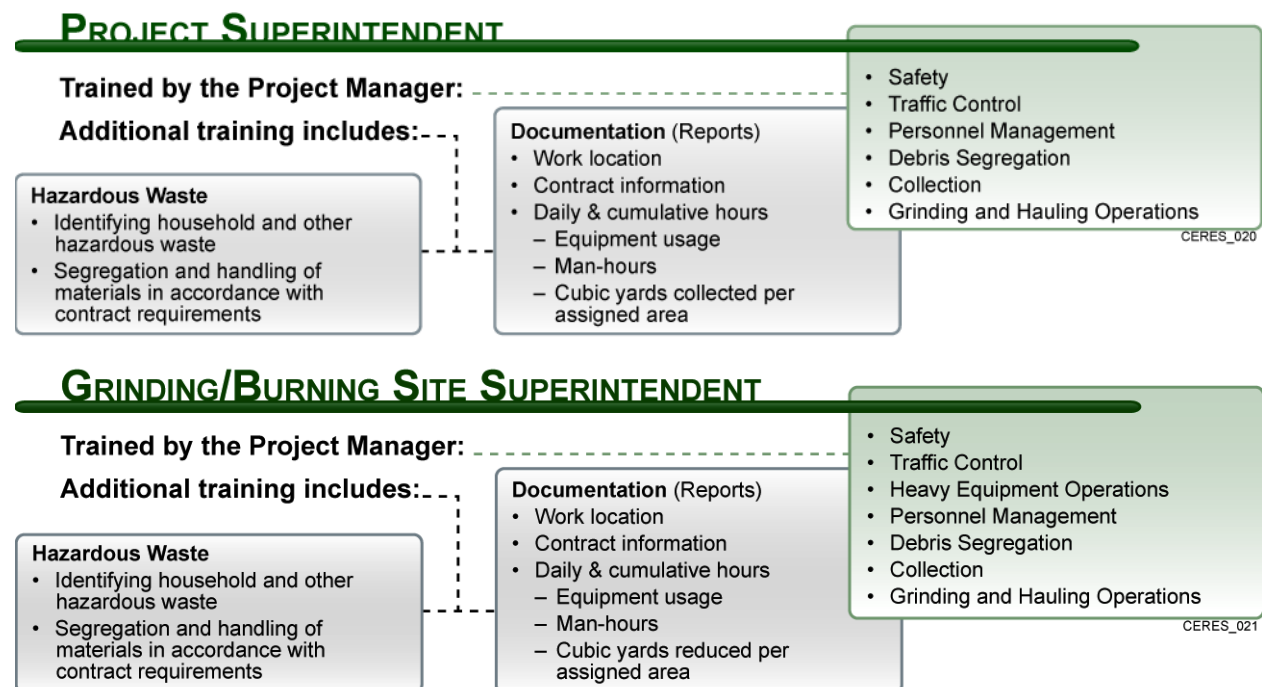 PROJECT SUPERINTENDENT
Trained by the Project Manager:
Additional training includes:
Hazardous Waste
• Identifying household and other
hazardous waste
• Segregation and handling of
materials in accordance with
contract requirements
Documentation (Reports)
• Work location
• Contract information
• Daily & cumulative hours
– Equipment usage
– Man-hours
– Cubic yards collected per
assigned area
• Safety
• Traffic Control
• Personnel Management
• Debris Segregation
• Collection
• Grinding and Hauling Operations
CERES_020
GRINDING/BURNING SITE SUPERINTENDENT
Trained by the Project Manager:
Additional training includes:
Hazardous Waste
• Identifying household and other
hazardous waste
• Segregation and handling of
materials in accordance with
contract requirements
Documentation (Reports)
• Work location
• Contract information
• Daily & cumulative hours
– Equipment usage
– Man-hours
– Cubic yards reduced per
assigned area
• Safety
• Traffic Control
• Heavy Equipment Operations
• Personnel Management
• Debris Segregation
• Collection
• Grinding and Hauling Operations
CERES_021